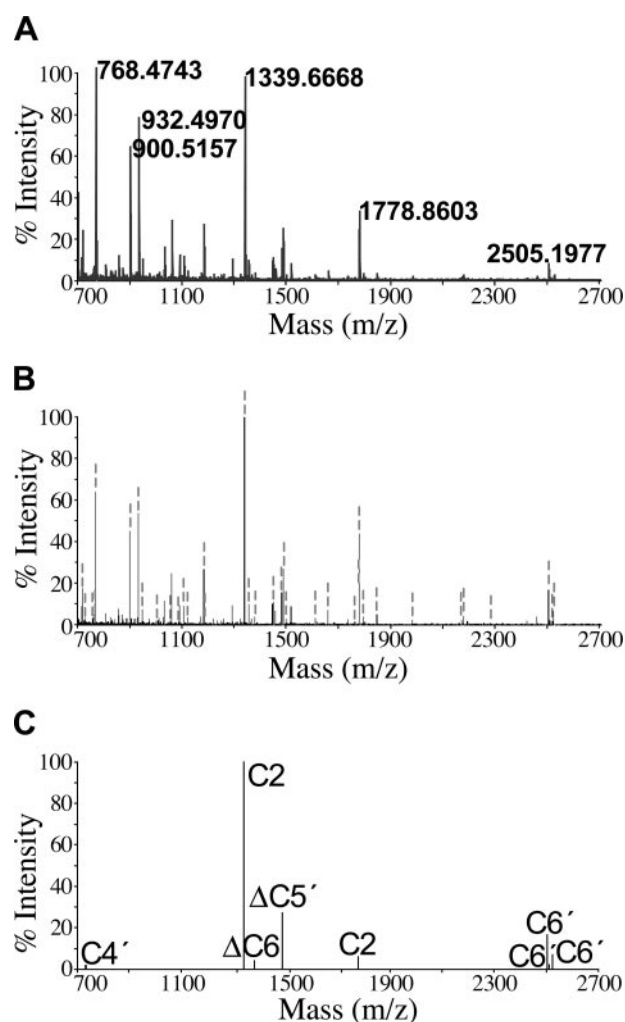 A
768.4743
1339.6668
932.4970
900.5157
1778.8603
2505.1977
100
80
60
40
20
0
% Intensity
700 1100 1500 1900 2300 2700
Mass (m/z)
B
100
80
60
40
20
0
% Intensity
700 1100 1500 1900 2300 2700
Mass (m/z)
C
100
80
60
40
20
0
% Intensity
C2
ΔC5´
C6´
C4´ ΔC6 C2 C6´ C6´
700 1100 1500 1900 2300 2700
Mass (m/z)